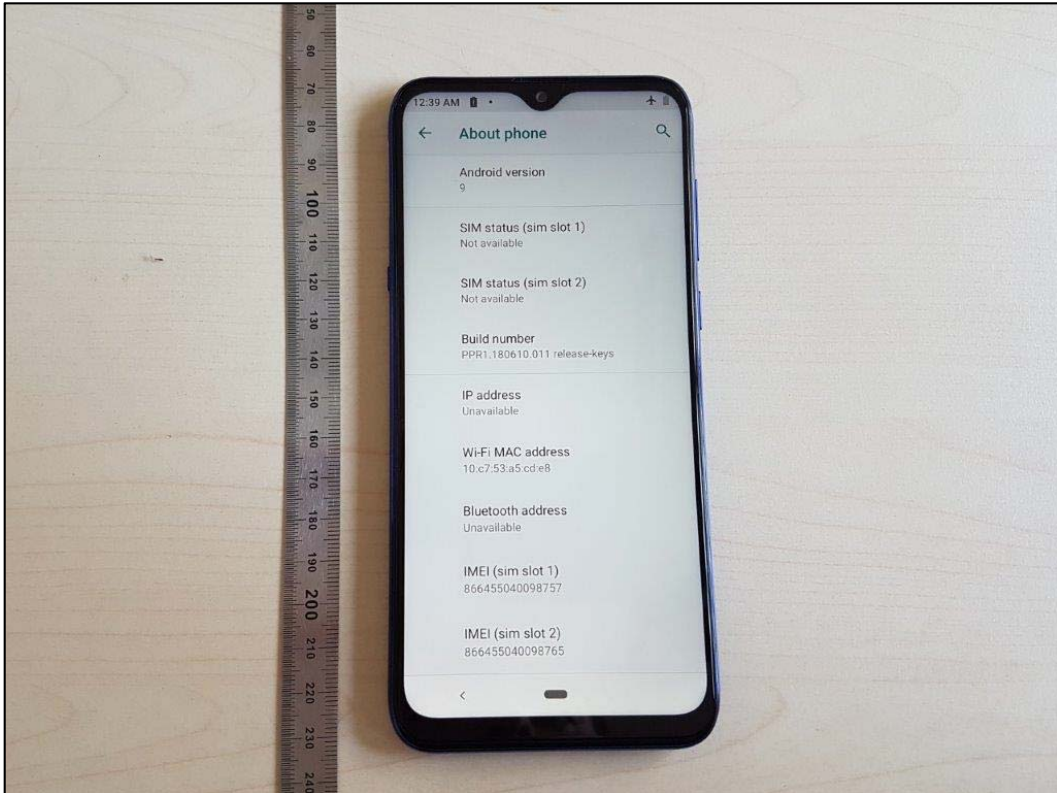 50
60
70
80
90
100
110
120
130
140
150
160
170
180
190
200
210
220
230
240
12:39 AM
About phone
Android version
9
SIM status (sim slot 1)
Not available
SIM status (sim slot 2)
Not available
Build number
PPR1.180610.011 release-keys
IP address
Unavailable
Wi-Fi MAC address
10:c7:53:a5:cd:e8
Bluetooth address
Unavailable
IMEI (sim slot 1)
866455040098757
IMEI (sim slot 2)
866455040098765